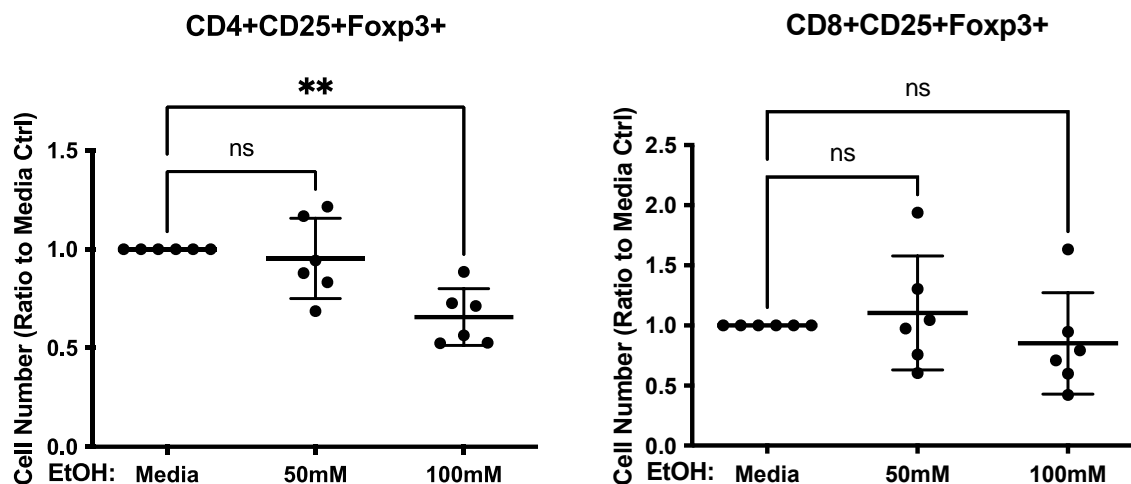 CD4+CD25+Foxp3+
**
ns
Cell Number (Ratio to Media Ctrl)
1.5
1.0
0.5
0.0
EtOH: Media 50mM 100mM
CD8+CD25+Foxp3+
ns
ns
Cell Number (Ratio to Media Ctrl)
2.5
2.0
1.5
1.0
0.5
0.0
EtOH: Media 50mM 100mM